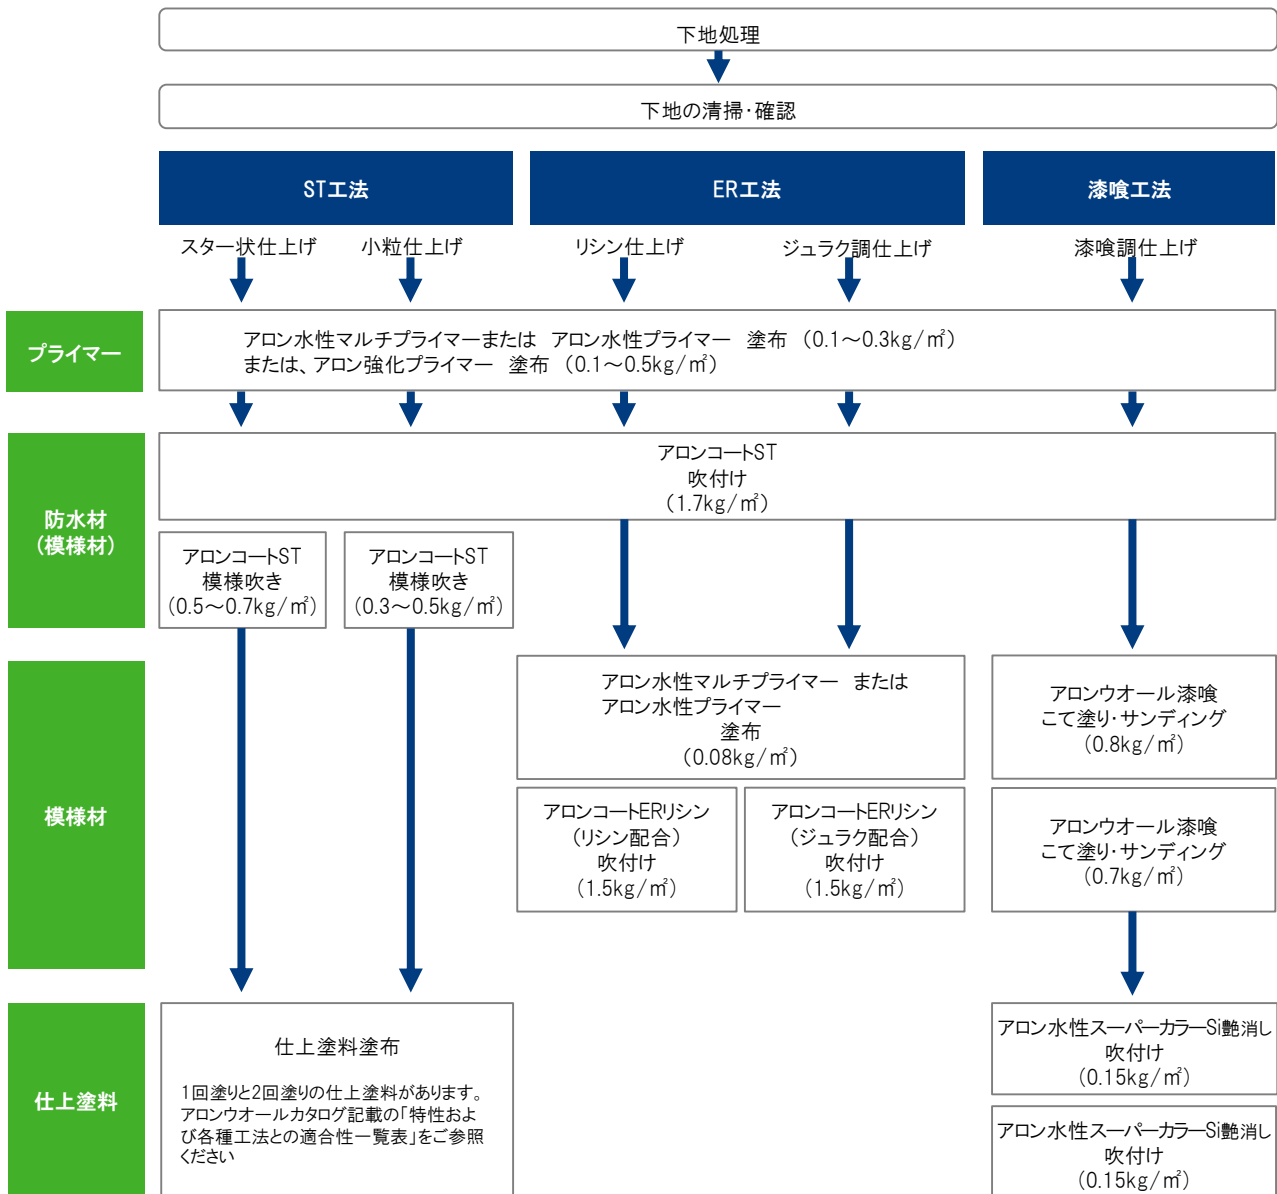 下地処理
下地の清掃・確認
ST工法
ER工法
漆喰工法
スター状仕上げ
小粒仕上げ
リシン仕上げ
ジュラク調仕上げ
漆喰調仕上げ
プライマー
アロン水性マルチプライマーまたは アロン水性プライマー 塗布 (0.1～0.3kg/㎡)
または、アロン強化プライマー 塗布 (0.1～0.5kg/㎡)
防水材
(模様材)
アロンコートST
吹付け
(1.7kg/㎡)
アロンコートST
模様吹き
(0.5～0.7kg/㎡)
アロンコートST
模様吹き
(0.3～0.5kg/㎡)
模様材
アロン水性マルチプライマー または
アロン水性プライマー
塗布
(0.08kg/㎡)
アロンウオール漆喰
こて塗り・サンディング
(0.8kg/㎡)
アロンコートERリシン
(リシン配合)
吹付け
(1.5kg/㎡)
アロンコートERリシン
(ジュラク配合)
吹付け
(1.5kg/㎡)
アロンウオール漆喰
こて塗り・サンディング
(0.7kg/㎡)
仕上塗料
仕上塗料塗布
1回塗りと2回塗りの仕上塗料があります。
アロンウオールカタログ記載の「特性およ
び各種工法との適合性一覧表」をご参照
ください
アロン水性スーパーカラーSi艶消し
吹付け
(0.15kg/㎡)
アロン水性スーパーカラーSi艶消し
吹付け
(0.15kg/㎡)